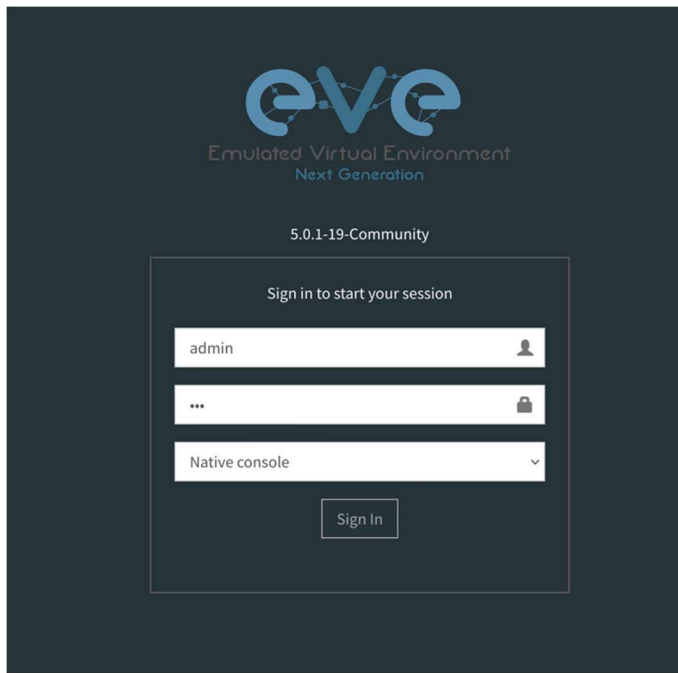 eve
Emulated Virtual Environment
Next Generation
5.0.1-19-Community
Sign in to start your session
admin
•••
Native console
Sign In